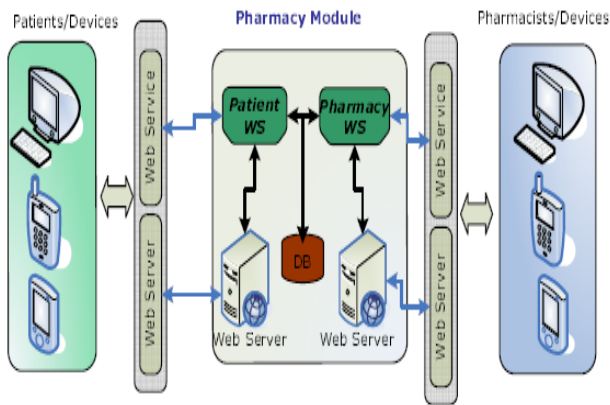 Patients/Devices
Pharmacy Module
Pharmacists/Devices
Web Service
Web Server
Patient
WS
Pharmacy
WS
DB
Web Server
Web Server
Web Service
Web Server